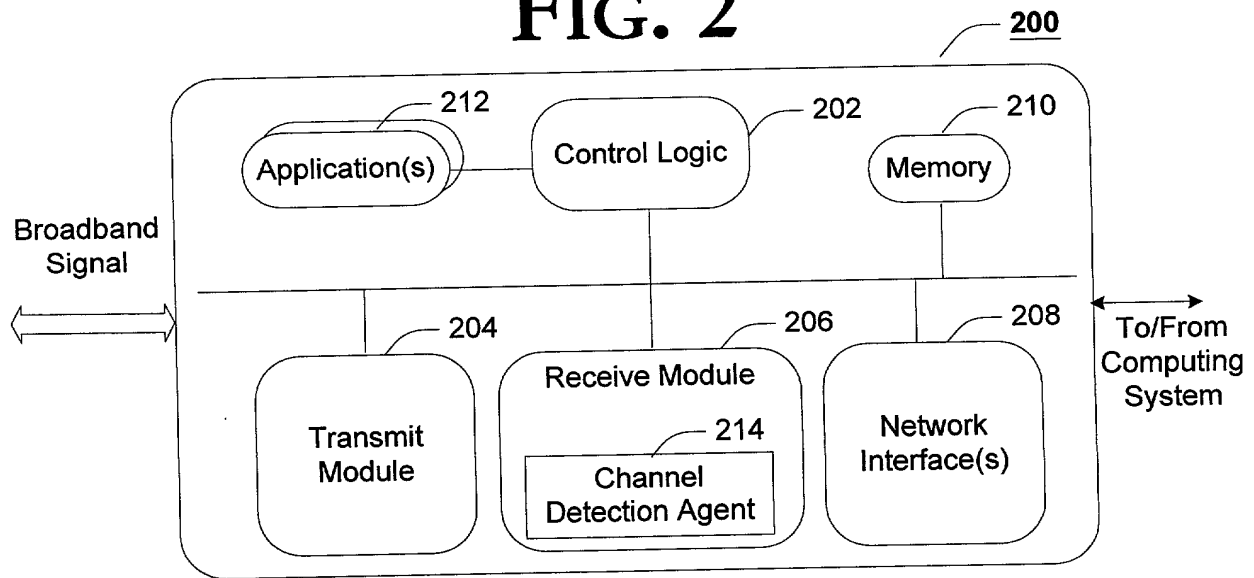 FIG. 2
200
212
202
210
Application(s)
Control Logic
Memory
Broadband
Signal
204
206
208
To/From
Computing
System
Transmit
Module
Receive Module
214
Channel
Detection Agent
Network
Interface(s)